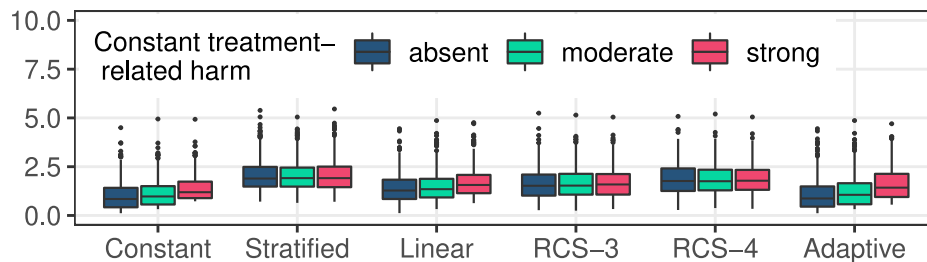 10.0
Constant treatment–
related harm
absent
moderate
strong
7.5
5.0
2.5
0.0
Constant Stratified Linear RCS−3 RCS−4 Adaptive